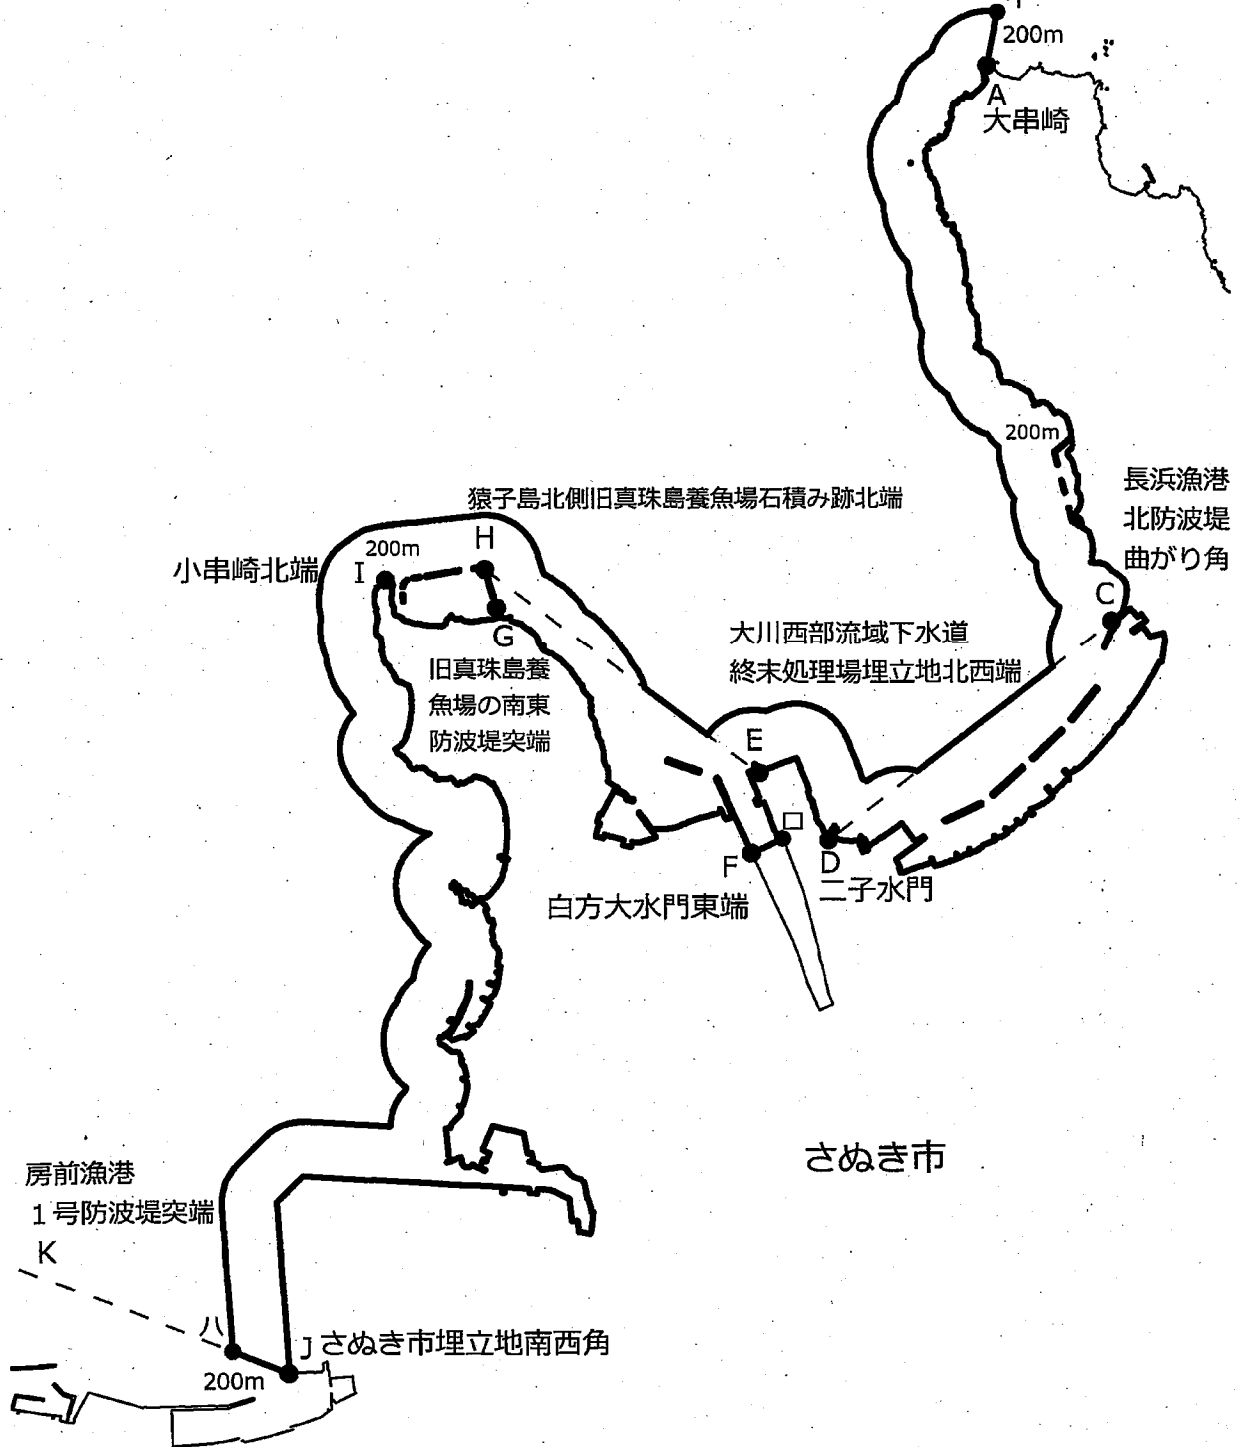 200m
A
大串崎
200m
長浜漁港
北防波堤
曲がり角
C
猿子島北側旧真珠島養魚場石積み跡北端
H
200m
小串崎北端
I
G
旧真珠島養
魚場の南東
防波堤突端
大川西部流域下水道
終末処理場埋立地北西端
E
ロ
F
D
二子水門
白方大水門東端
さぬき市
房前漁港
1号防波堤突端
K
ハ
J
さぬき市埋立地南西角
200m